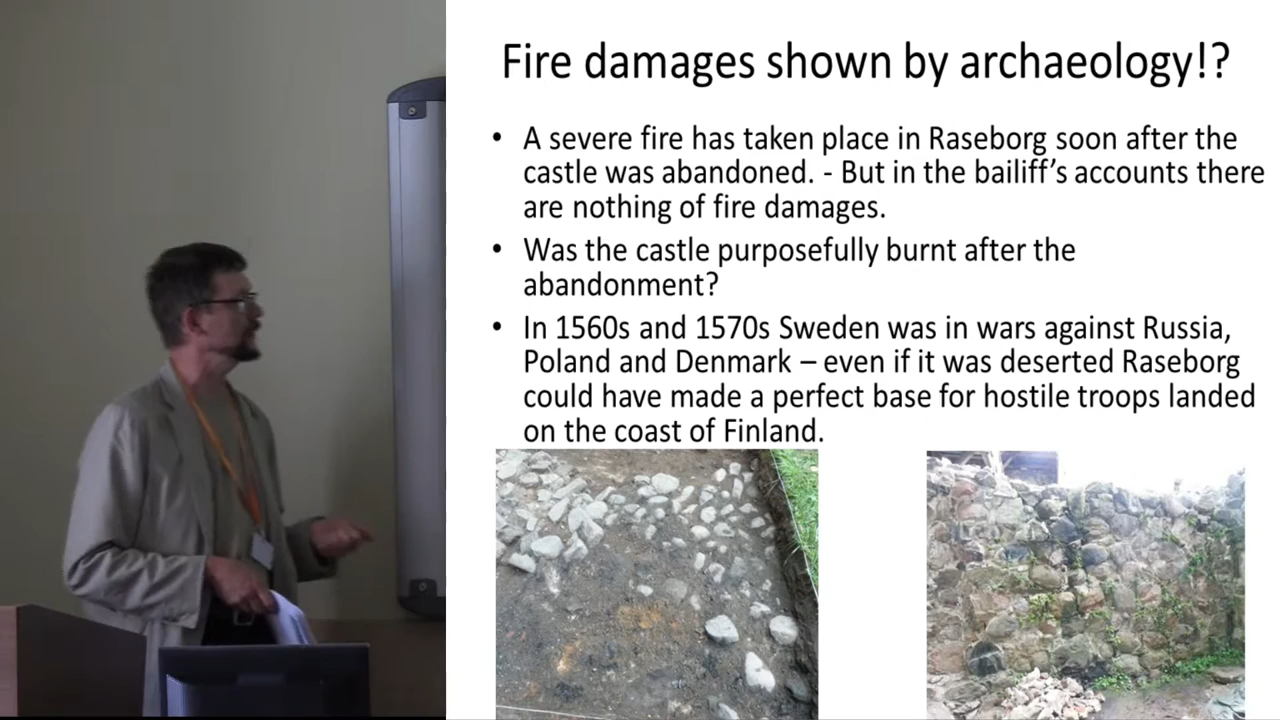 Fire damages shown by archaeology!?
• A severe fire has taken place in Raseborg soon after the
castle was abandoned. - But in the bailiff's accounts there
are nothing of fire damages.
• Was the castle purposefully burnt after the
abandonment?
• In 1560s and 1570s Sweden was in wars against Russia,
Poland and Denmark – even if it was deserted Raseborg
could have made a perfect base for hostile troops landed
on the coast of Finland.